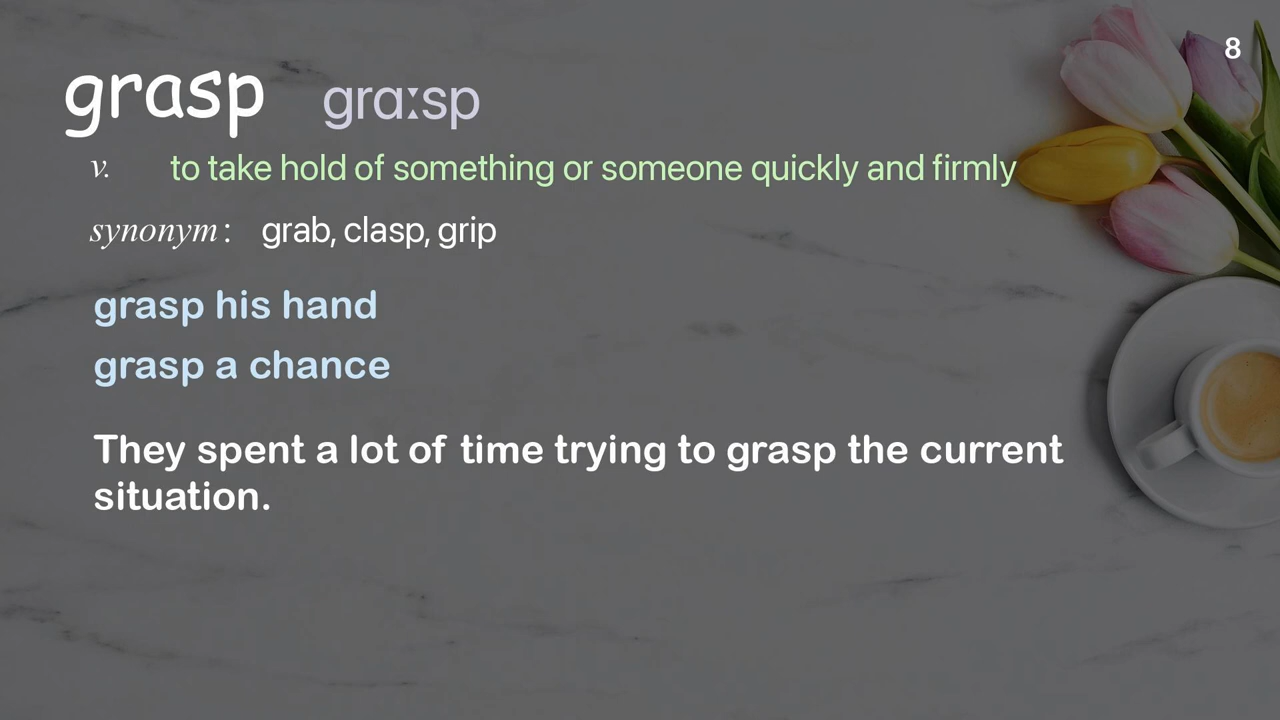 8
grasp grɑːsp
v. to take hold of something or someone quickly and firmly
synonym: grab, clasp, grip
grasp his hand
grasp a chance
They spent a lot of time trying to grasp the current
situation.